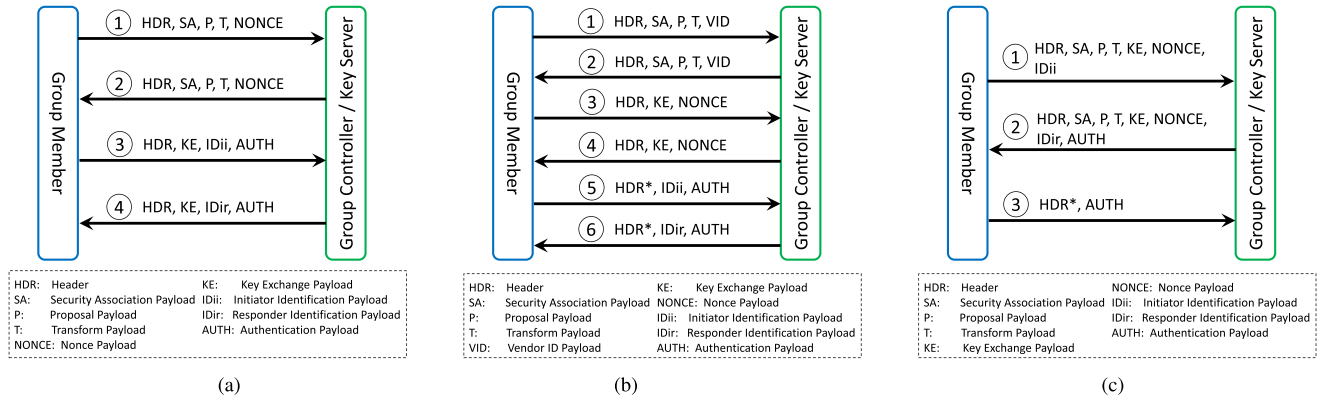 1 HDR, SA, P, T, NONCE
2 HDR, SA, P, T, NONCE
3 HDR, KE, IDii, AUTH
4 HDR, KE, IDir, AUTH
Group Member
Group Controller / Key Server
HDR: Header KE: Key Exchange Payload
SA: Security Association Payload IDii: Initiator Identification Payload
P: Proposal Payload IDir: Responder Identification Payload
T: Transform Payload AUTH: Authentication Payload
NONCE: Nonce Payload
(a)
1 HDR, SA, P, T, VID
2 HDR, SA, P, T, VID
3 HDR, KE, NONCE
4 HDR, KE, NONCE
5 HDR*, IDii, AUTH
6 HDR*, IDir, AUTH
Group Member
Group Controller / Key Server
HDR: Header KE: Key Exchange Payload
SA: Security Association Payload NONCE: Nonce Payload
P: Proposal Payload IDii: Initiator Identification Payload
T: Transform Payload IDir: Responder Identification Payload
VID: Vendor ID Payload AUTH: Authentication Payload
(b)
1 HDR, SA, P, T, KE, NONCE,
IDii
2 HDR, SA, P, T, KE, NONCE,
IDir, AUTH
3 HDR*, AUTH
Group Member
Group Controller / Key Server
HDR: Header NONCE: Nonce Payload
SA: Security Association Payload IDii: Initiator Identification Payload
P: Proposal Payload IDir: Responder Identification Payload
T: Transform Payload AUTH: Authentication Payload
KE: Key Exchange Payload
(c)